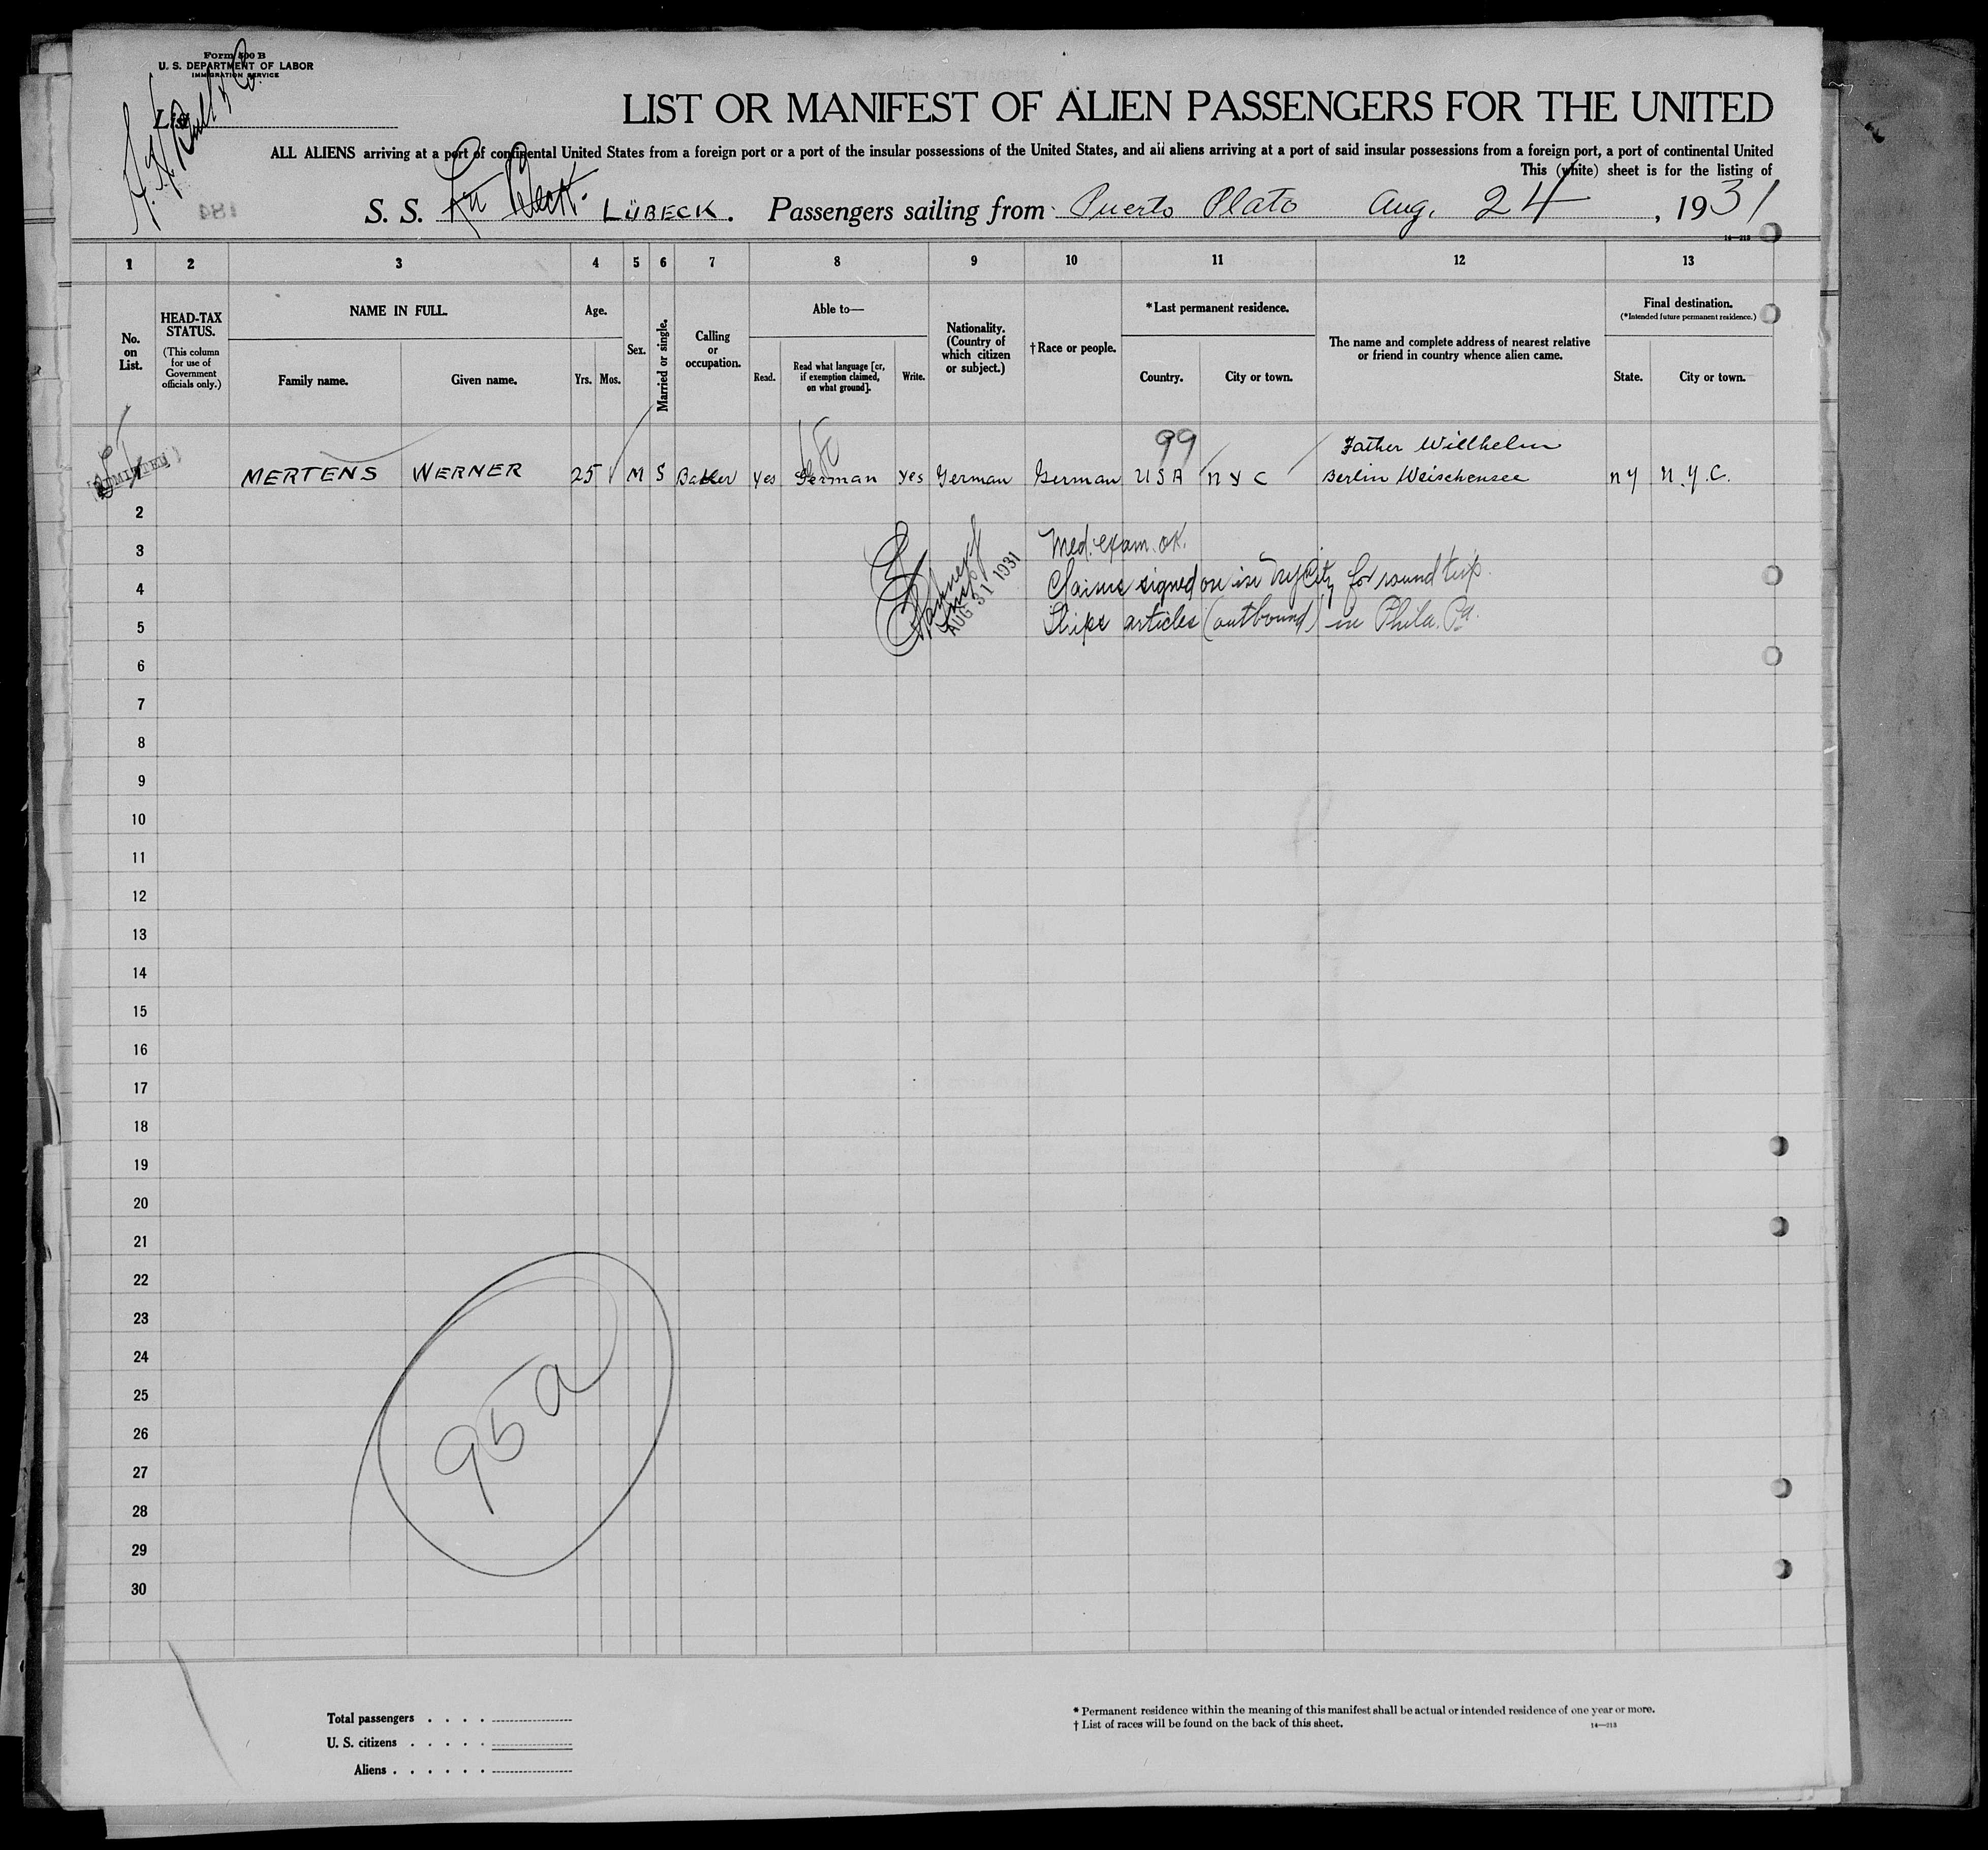 Form 500 B
U. S. DEPARTMENT OF LABOR
IMMIGRATION SERVICE
List
LIST OR MANIFEST OF ALIEN PASSENGERS FOR THE UNITED
ALL ALIENS arriving at a port of continental United States from a foreign port or a port of the insular possessions of the United States, and all aliens arriving at a port of said insular possessions from a foreign port, a port of continental United
This (white) sheet is for the listing of
S. S. LÜBECK. Passengers sailing from Puerto Plato Aug. 24, 1931
14—213
1 2 3 4 5 6 7 8 9 10 11 12 13
No. on List.
HEAD-TAX STATUS.
(This column for use of Government officials only.)
NAME IN FULL.
Family name. Given name.
Age.
Yrs. Mos.
Sex.
Married or single.
Calling or occupation.
Able to—
Read. Read what language [or, if exemption claimed, on what ground]. Write.
Nationality. (Country of which citizen or subject.)
†Race or people.
*Last permanent residence.
Country. City or town.
The name and complete address of nearest relative or friend in country whence alien came.
Final destination.
(*Intended future permanent residence.)
State. City or town.
99
Father Willhelm
ADMITTED
1 MERTENS WERNER 25 M S Baker Yes German Yes German German USA N Y C Berlin Weischensee NY N.Y.C.
2
3 Med. exam. OK.
4 Claims signed on in NYCity for round trip.
AUG 31 1931
5 Ships articles (outbound) in Phila. Pa.
6
7
8
9
10
11
12
13
14
15
16
17
18
19
20
21
22
23
24
25
26
27
28
29
30
95a
Total passengers . . . .
U. S. citizens . . . . .
Aliens . . . . . .
* Permanent residence within the meaning of this manifest shall be actual or intended residence of one year or more.
† List of races will be found on the back of this sheet.
14—213